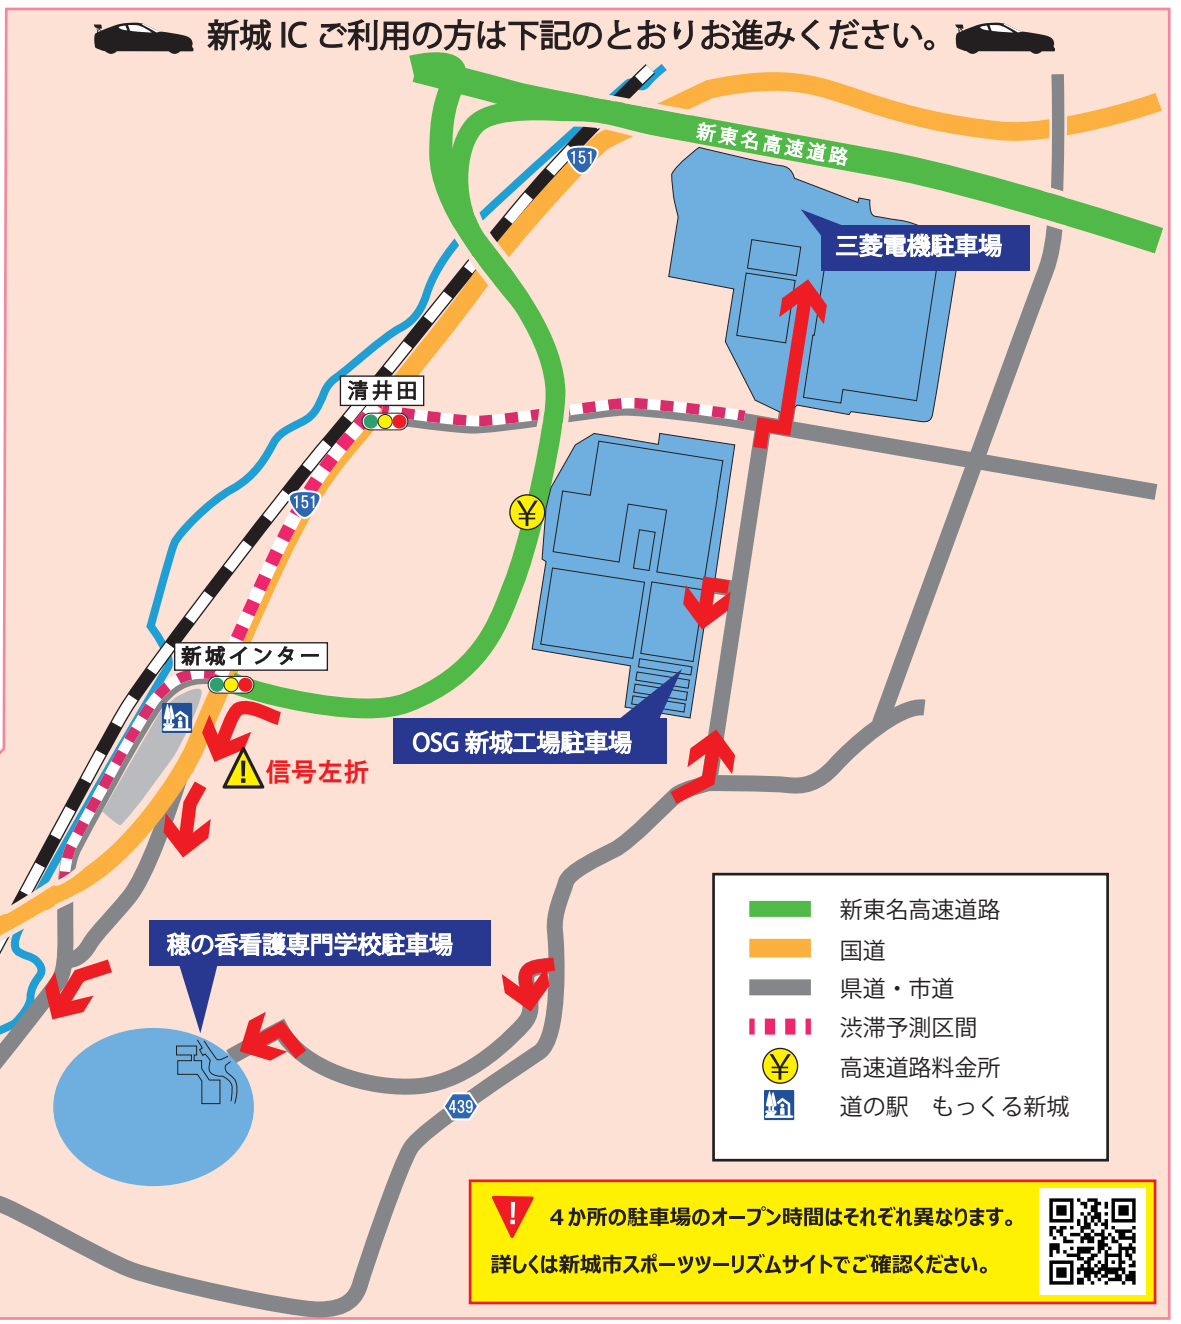 新城 IC ご利用の方は下記のとおりお進みください。
新東名高速道路
151
三菱電機駐車場
清井田
151
¥
新城インター
OSG 新城工場駐車場
! 信号左折
穂の香看護専門学校駐車場
439
新東名高速道路
国道
県道・市道
渋滞予測区間
¥ 高速道路料金所
道の駅　もっくる新城
! ４か所の駐車場のオープン時間はそれぞれ異なります。
詳しくは新城市スポーツツーリズムサイトでご確認ください。